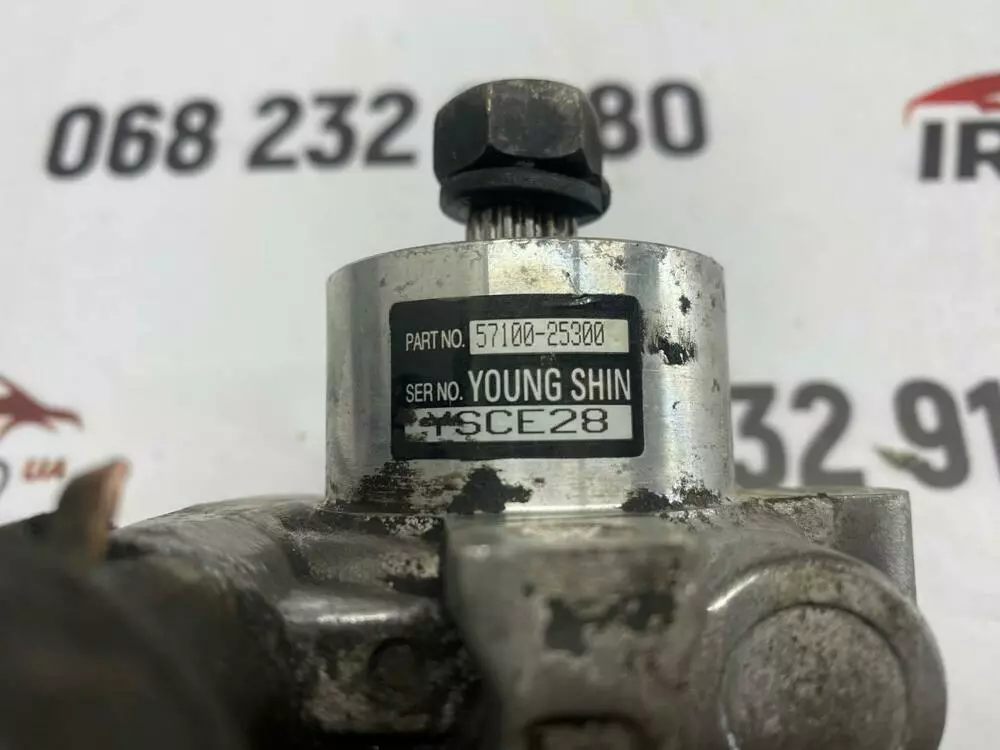 068 232 80
IR
PART NO. 57100-25300
SER NO. YOUNG SHIN
YSCE28
32 91
UA